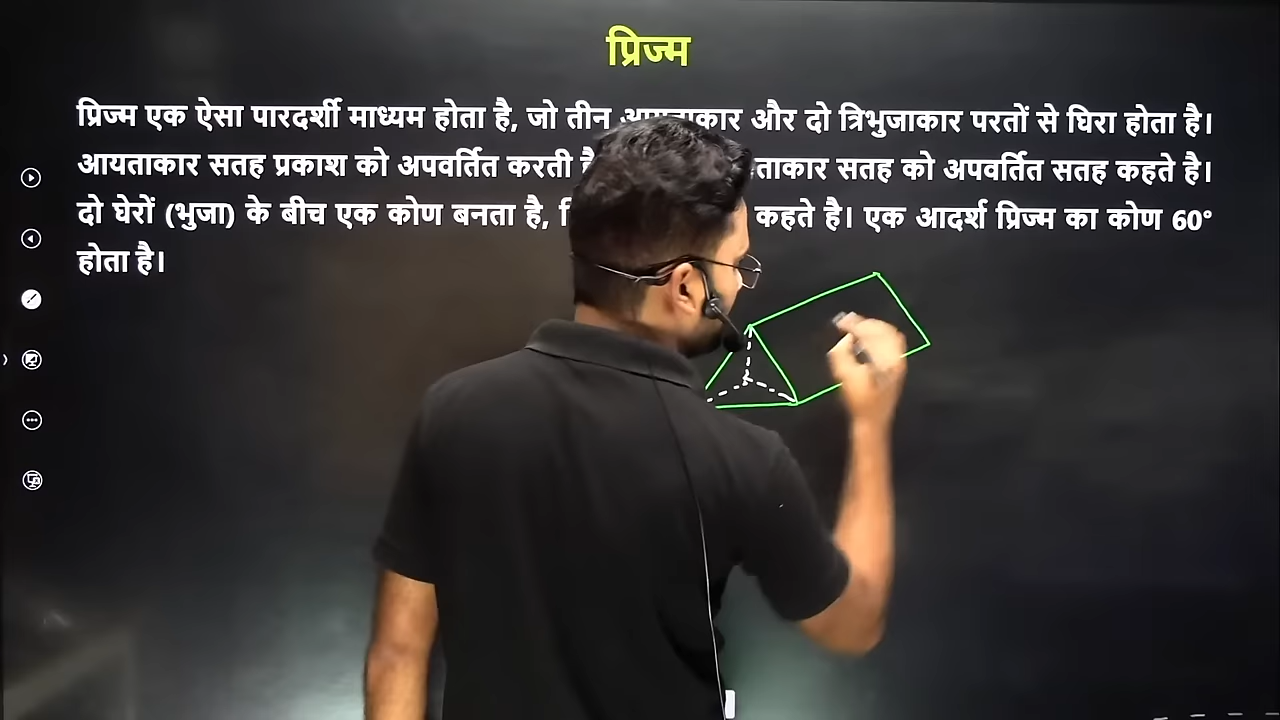 प्रिज्म
प्रिज्म एक ऐसा पारदर्शी माध्यम होता है, जो तीन आयताकार और दो त्रिभुजाकार परतों से घिरा होता है।
आयताकार सतह प्रकाश को अपवर्तित करती सतह को अपवर्तित सतह कहते है।
दो घेरों (भुजा) के बीच एक कोण बनता है, कहते है। एक आदर्श प्रिज्म का कोण 60°
होता है।